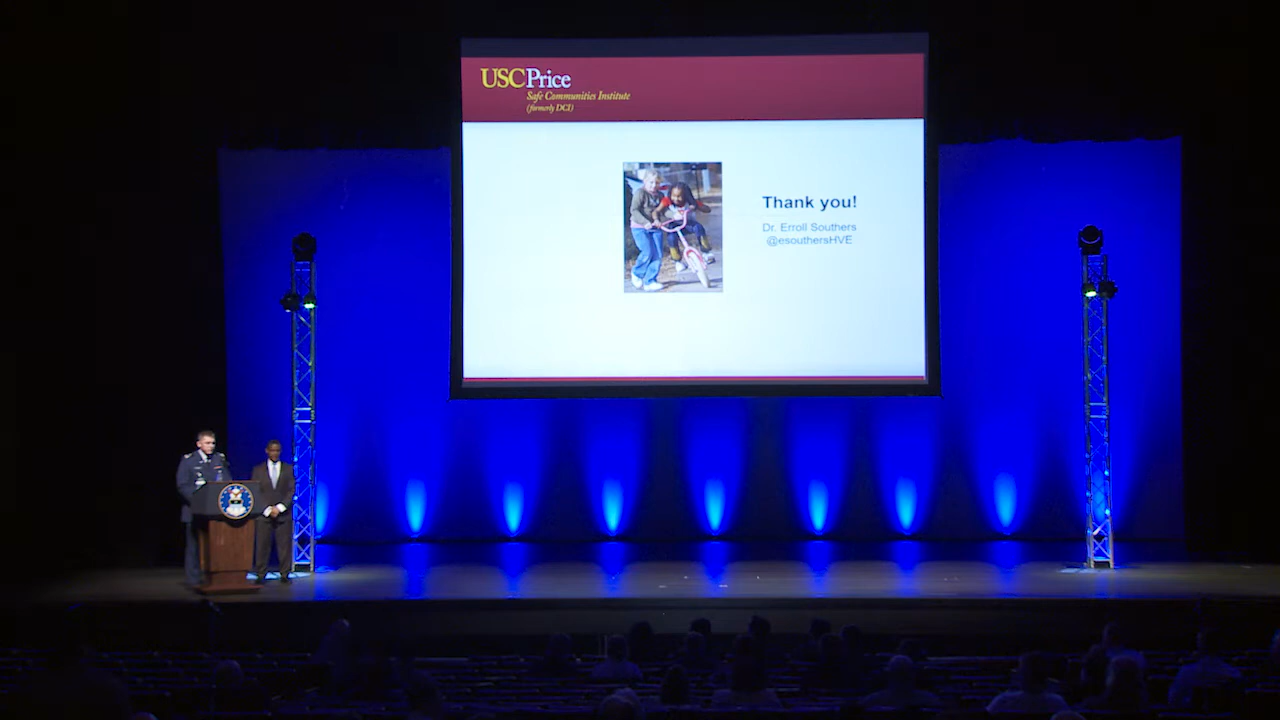 USCPrice
Safe Communities Institute
(formerly DCI)
Thank you!
Dr. Erroll Southers
@esouthersHVE